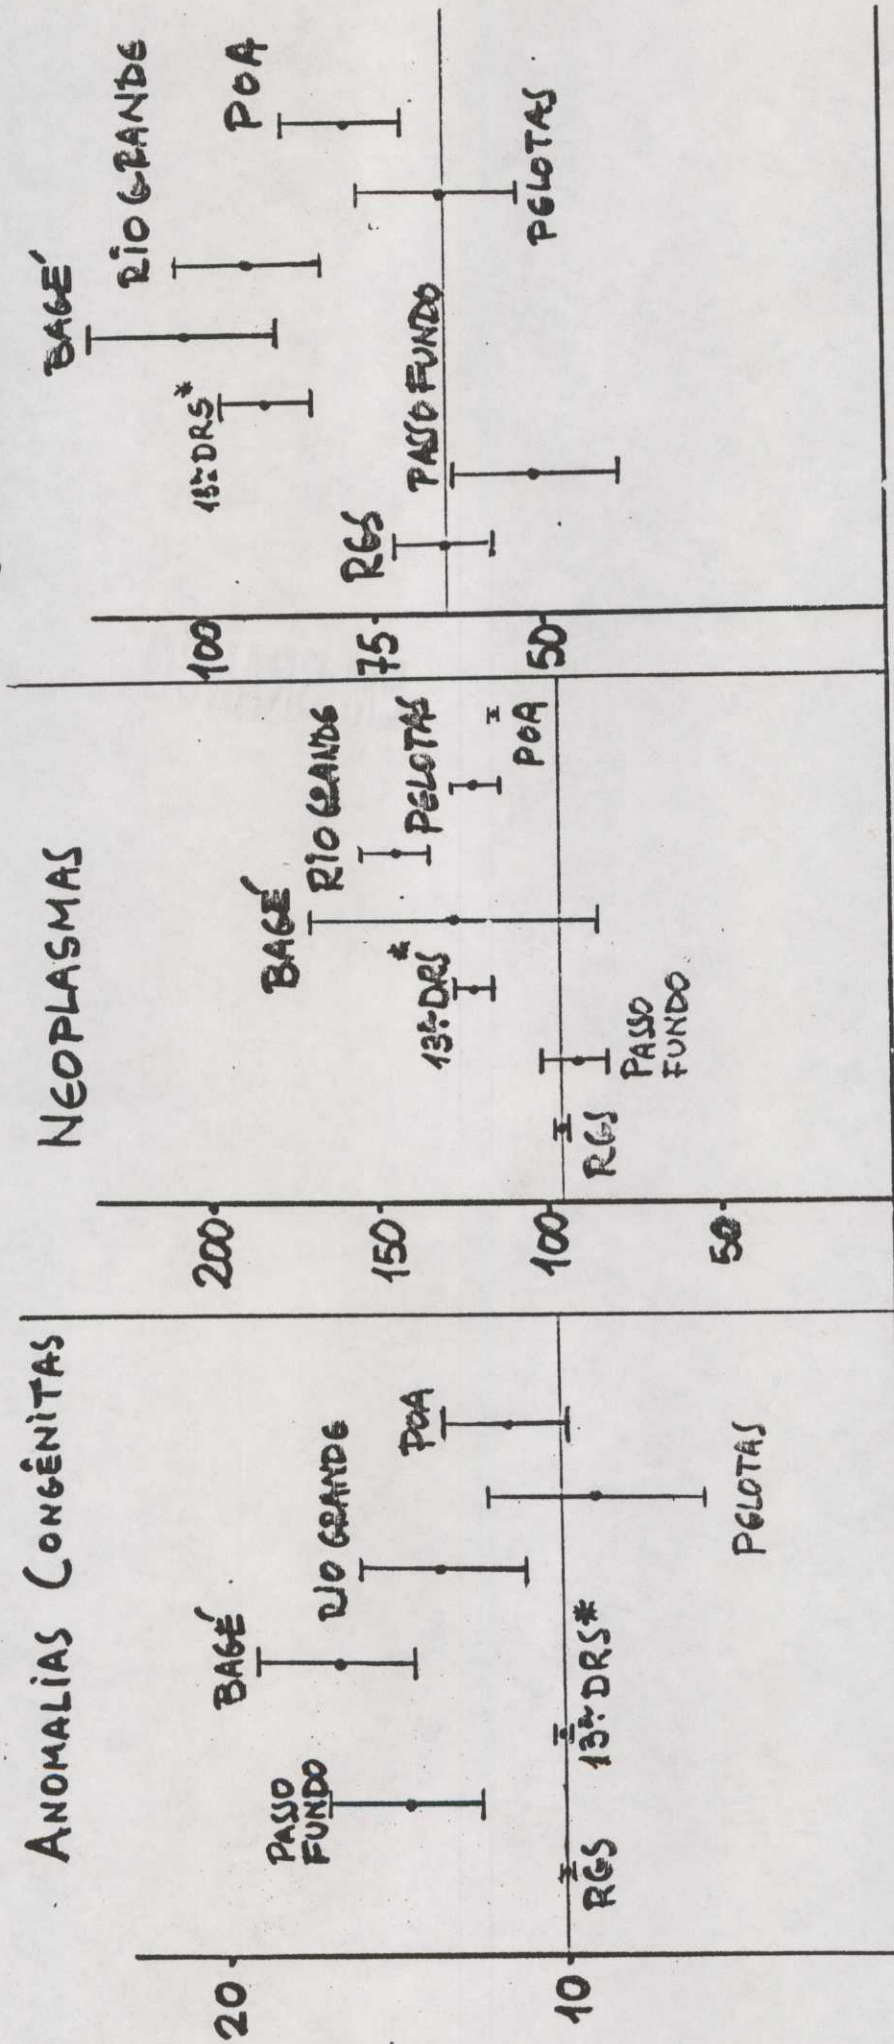 ANOMALIAS CONGÊNITAS
20
10
RGS
PASSO
FUNDO
13ª DRS*
BAGÉ
RIO GRANDE
PELOTAS
POA
NEOPLASMAS
200
150
100
50
RGS
PASSO
FUNDO
13ª DRS*
BAGÉ
RIO GRANDE
PELOTAS
POA
100
75
50
RGS
PASSO FUNDO
13ª DRS*
BAGÉ
RIO GRANDE
PELOTAS
POA